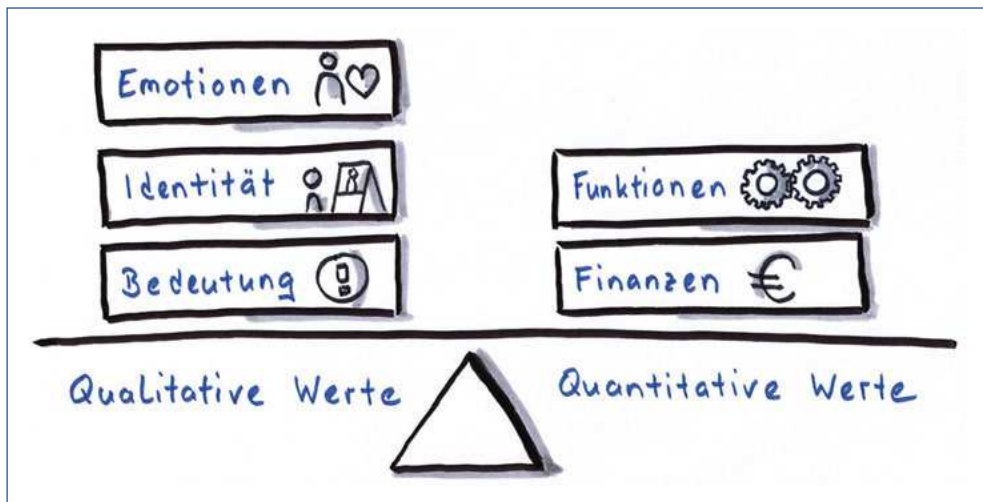 Emotionen
Identität
Bedeutung
Funktionen
Finanzen €
Qualitative Werte
Quantitative Werte